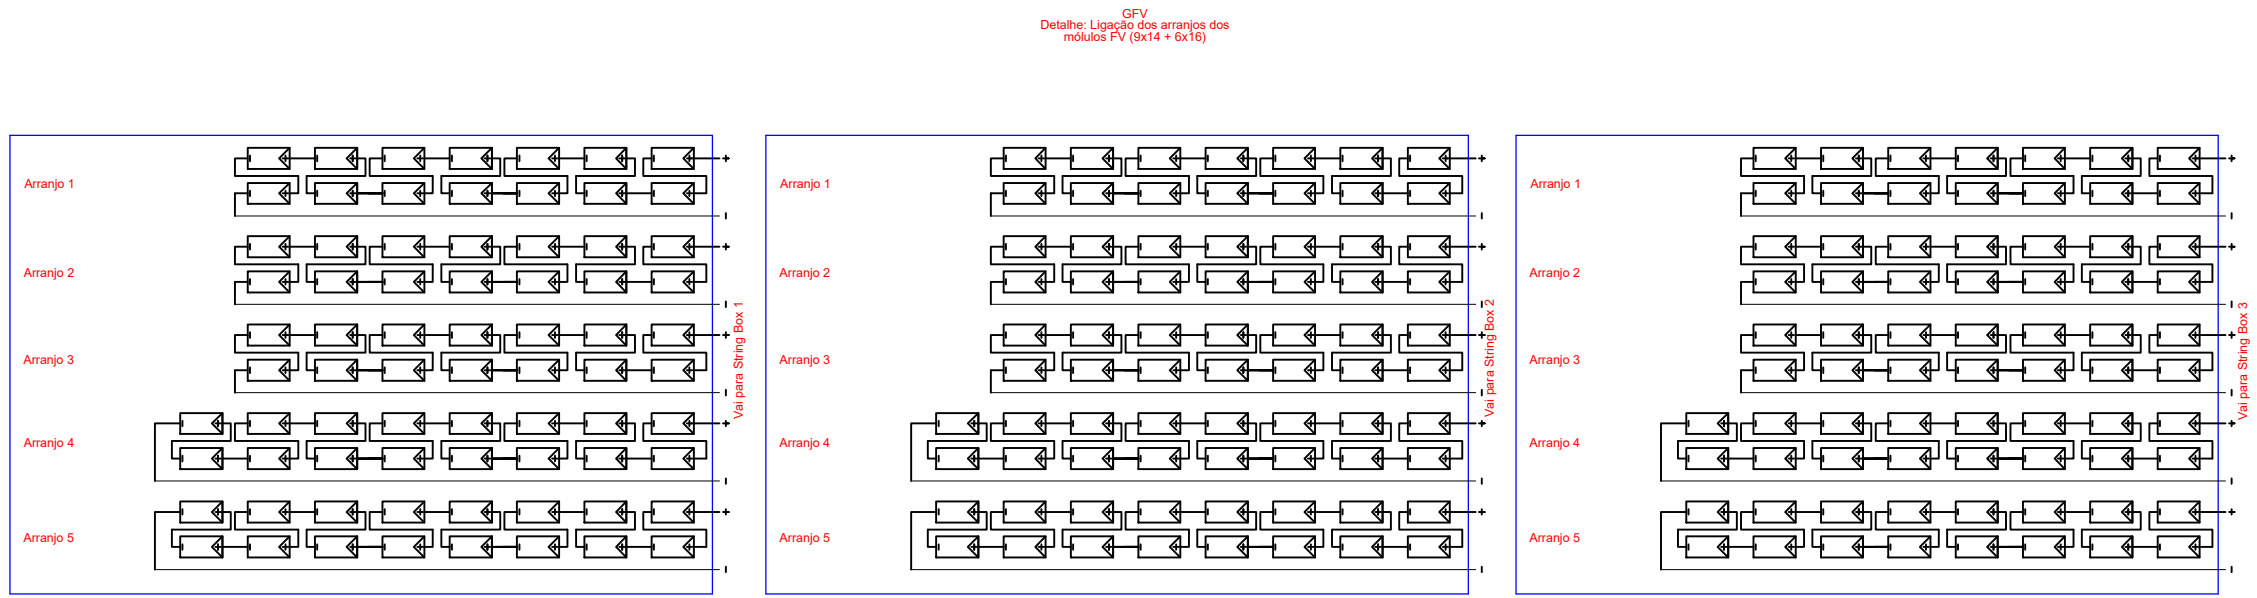 GFV
Detalhe: Ligação dos arranjos dos
mólulos FV (9x14 + 6x16)
Arranjo 1
Arranjo 2
Arranjo 3
Arranjo 4
Arranjo 5
Vai para String Box 1
Arranjo 1
Arranjo 2
Arranjo 3
Arranjo 4
Arranjo 5
Vai para String Box 2
Arranjo 1
Arranjo 2
Arranjo 3
Arranjo 4
Arranjo 5
Vai para String Box 3